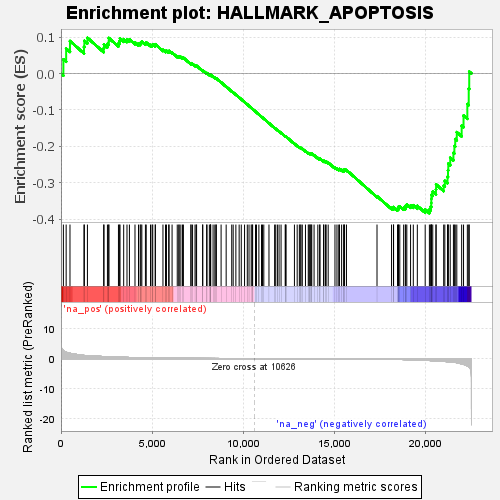 Enrichment plot: HALLMARK_APOPTOSIS
Enrichment score (ES)
0.1
0.0
-0.1
-0.2
-0.3
-0.4
Ranked list metric (PreRanked)
'na_pos' (positively correlated)
10
0
-10
-20
Zero cross at 10626
'na_neg' (negatively correlated)
0
5,000
10,000
15,000
20,000
Rank in Ordered Dataset
Enrichment profile
Hits
Ranking metric scores